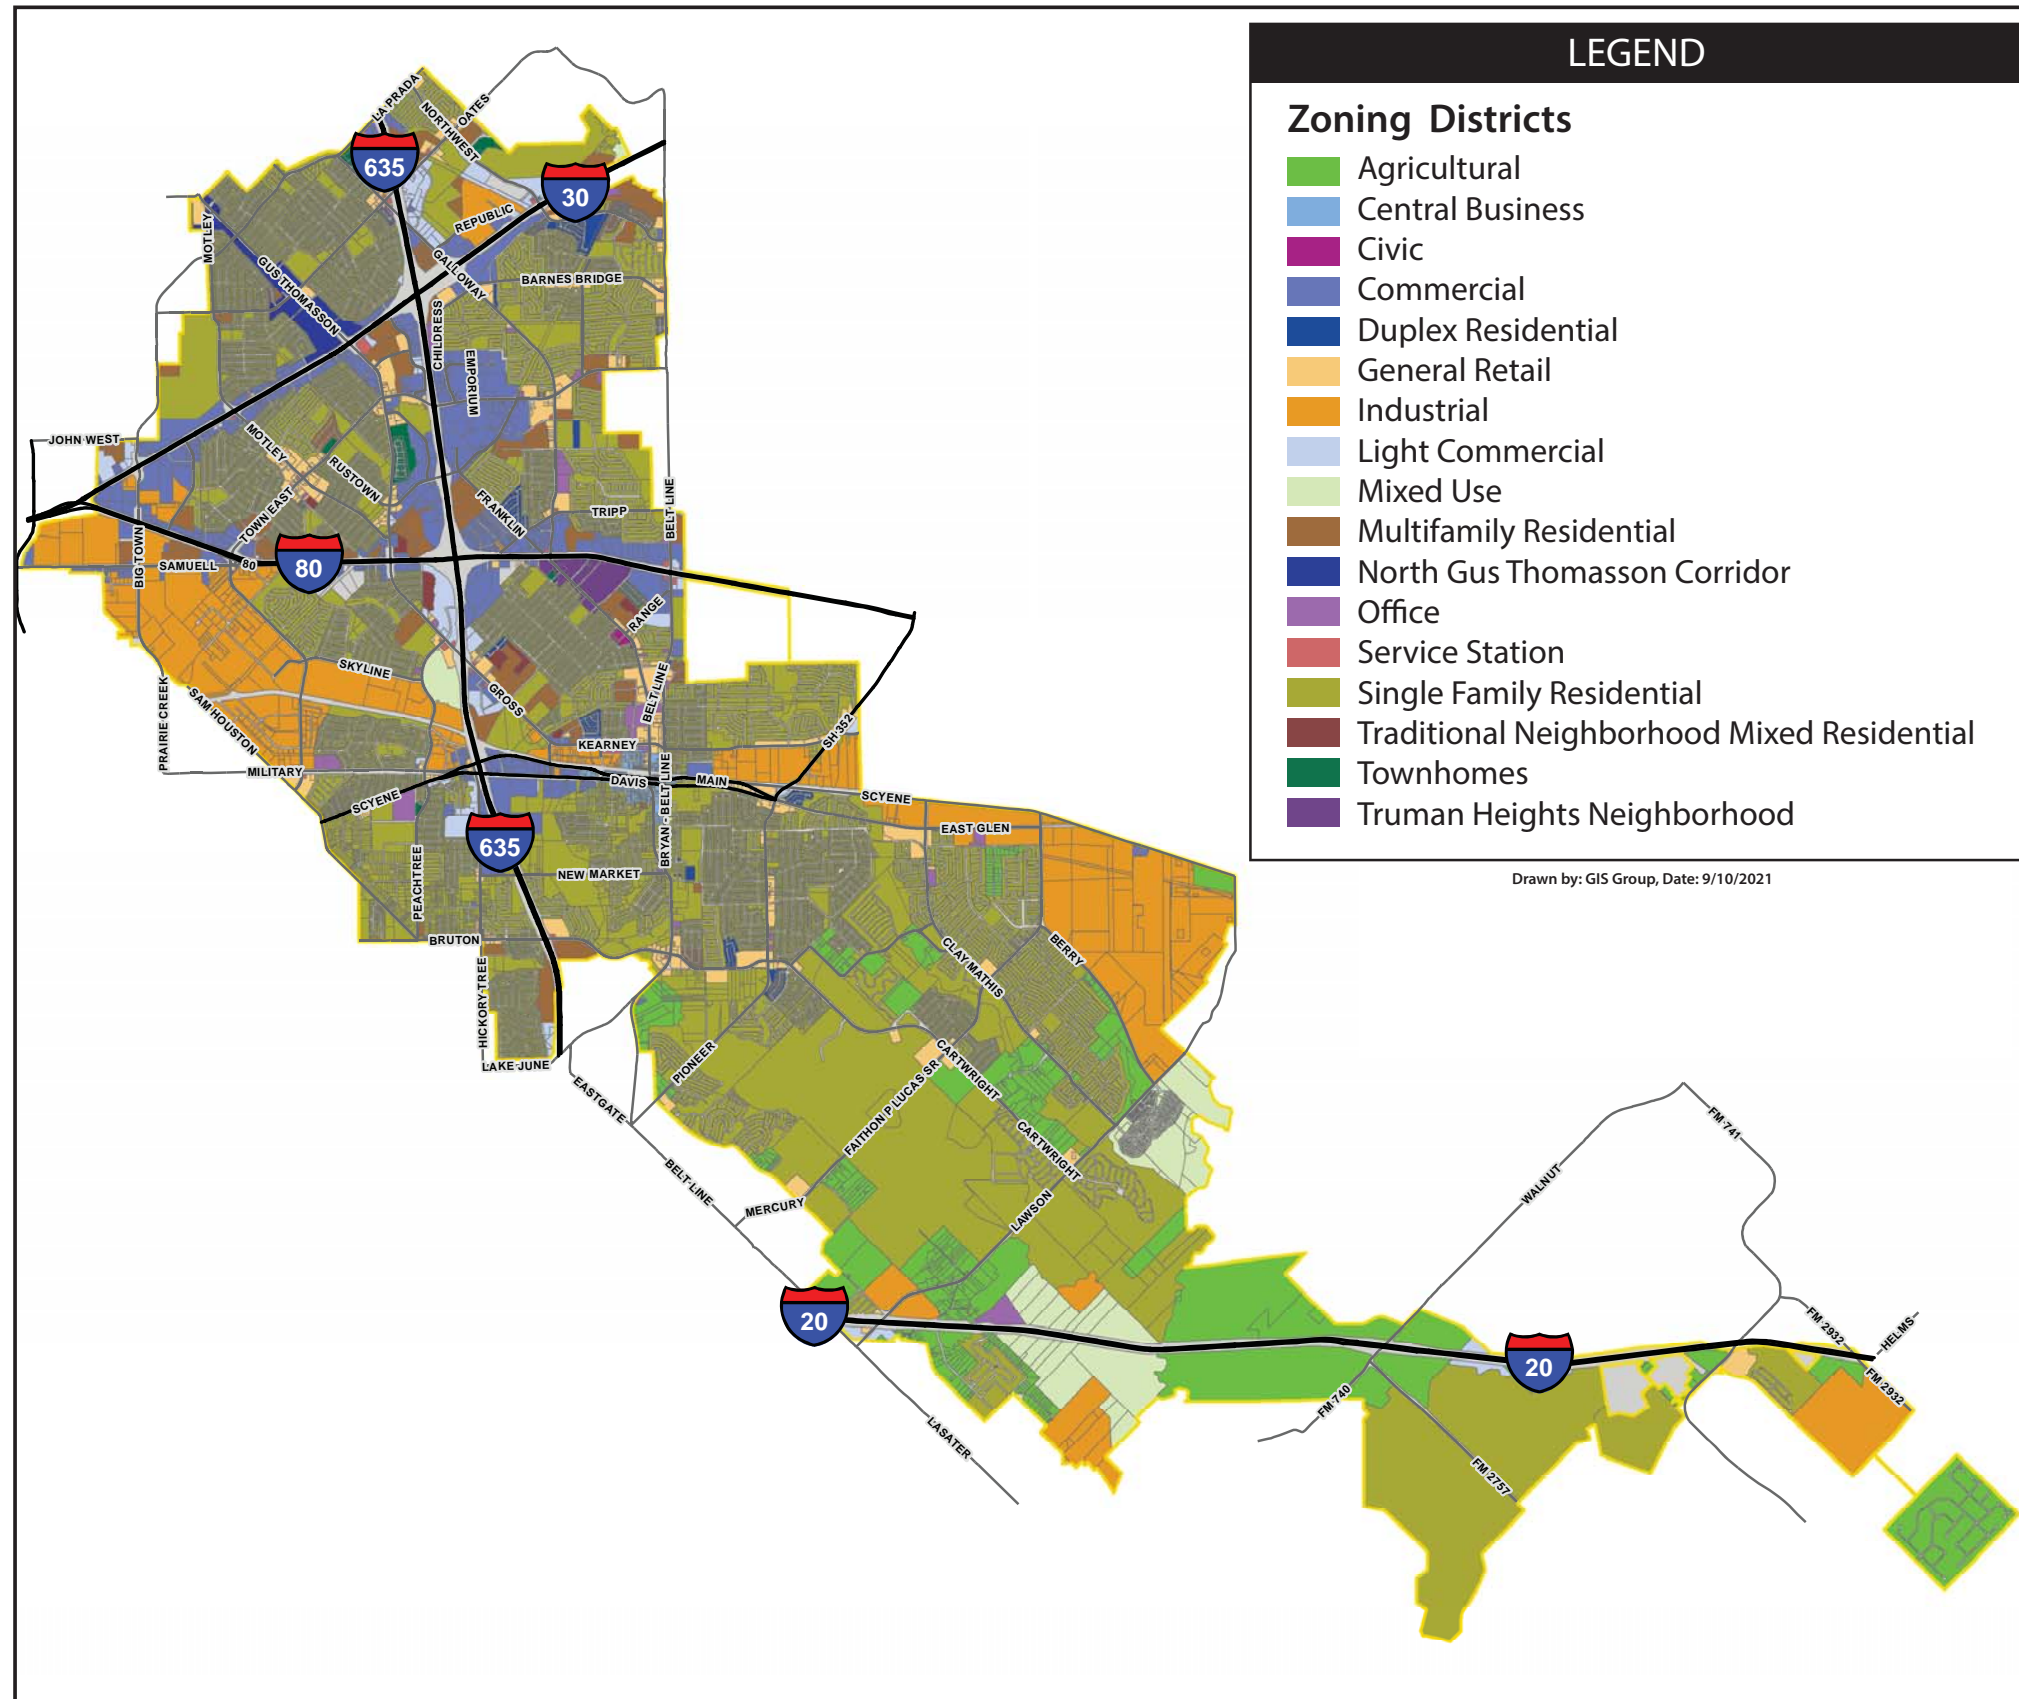 LEGEND
Zoning Districts
Agricultural
Central Business
Civic
Commercial
Duplex Residential
General Retail
Industrial
Light Commercial
Mixed Use
Multifamily Residential
North Gus Thomasson Corridor
Office
Service Station
Single Family Residential
Traditional Neighborhood Mixed Residential
Townhomes
Truman Heights Neighborhood
Drawn by: GIS Group, Date: 9/10/2021
LA PRADA
NORTHWEST
OATES
635
30
REPUBLIC
MOTLEY
GUS THOMASSON
GALLOWAY
BARNES BRIDGE
CHILDRESS
EMPORIUM
JOHN WEST
MOTLEY
RUSTOWN
TOWN EAST
FRANKLIN
TRIPP
BELT LINE
BIG TOWN
SAMUELL
80
80
RANGE
SKYLINE
PRAIRIE CREEK
SAM HOUSTON
GROSS
BELT LINE
SH 352
KEARNEY
MILITARY
DAVIS
MAIN
SCYENE
SCYENE
BRYAN - BELT LINE
EAST GLEN
635
PEACHTREE
NEW MARKET
BRUTON
CLAY MATHIS
BERRY
HICKORY TREE
LAKE JUNE
PIONEER
CARTWRIGHT
FAITHON P LUCAS SR
EASTGATE
CARTWRIGHT
BELT LINE
MERCURY
LAWSON
FM 741
WALNUT
20
20
FM 2932
HELMS
FM 2932
FM 740
LASATER
FM 2757